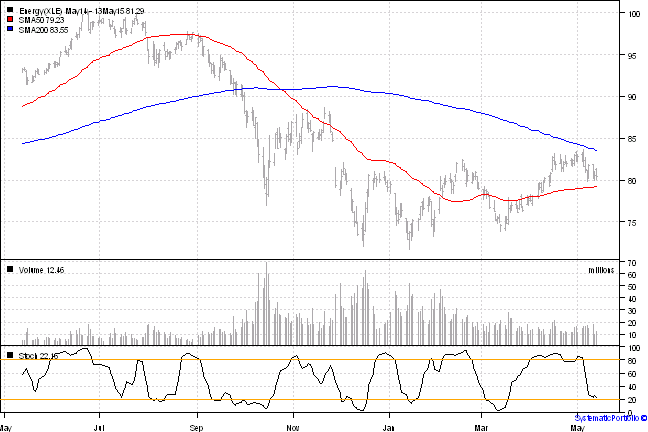 Energy(XLE) May14 - 13May15 81.29
SMA50 79.23
SMA200 83.55
100
95
90
85
80
75
Volume 12.46
millions
70
60
50
40
30
20
10
Stoch 22.46
100
80
60
40
20
0
May
Jul
Sep
Nov
Jan
Mar
May
SystematicPortfolio ©